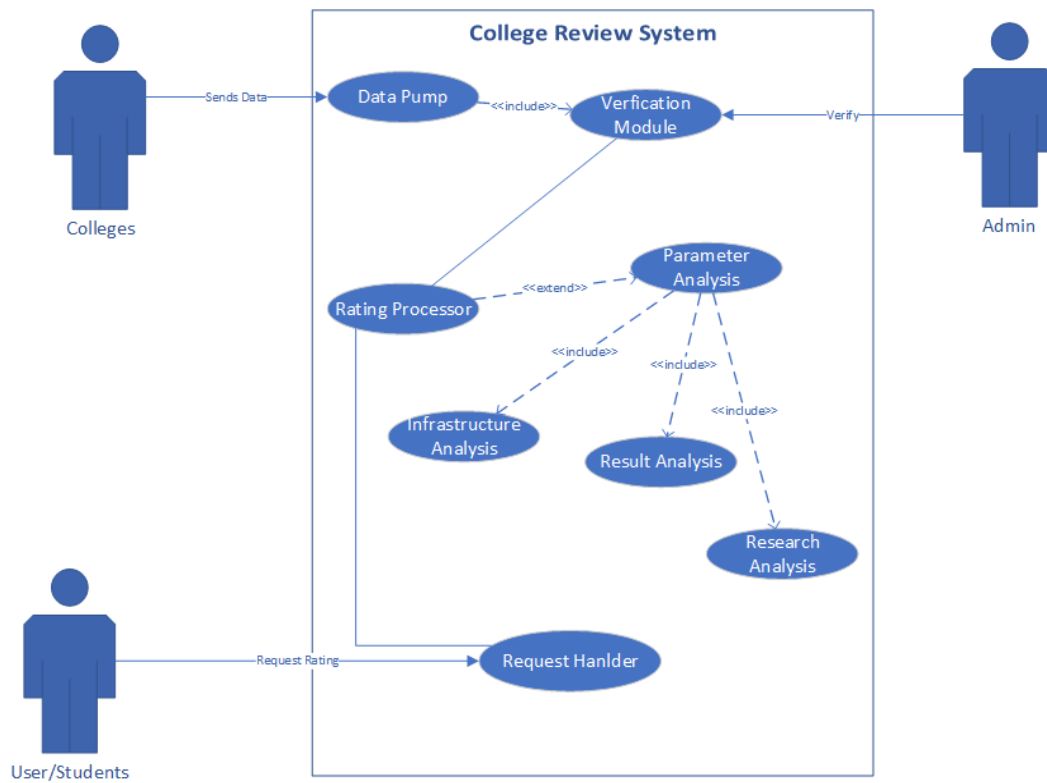 College Review System
Data Pump
Sends Data
<<include>>
Verfication
Module
Verify
Colleges
Admin
Parameter
Analysis
<<extend>>
Rating Processor
<<include>>
<<include>>
<<include>>
Infrastructure
Analysis
Result Analysis
Research
Analysis
Request Rating
Request Hanlder
User/Students